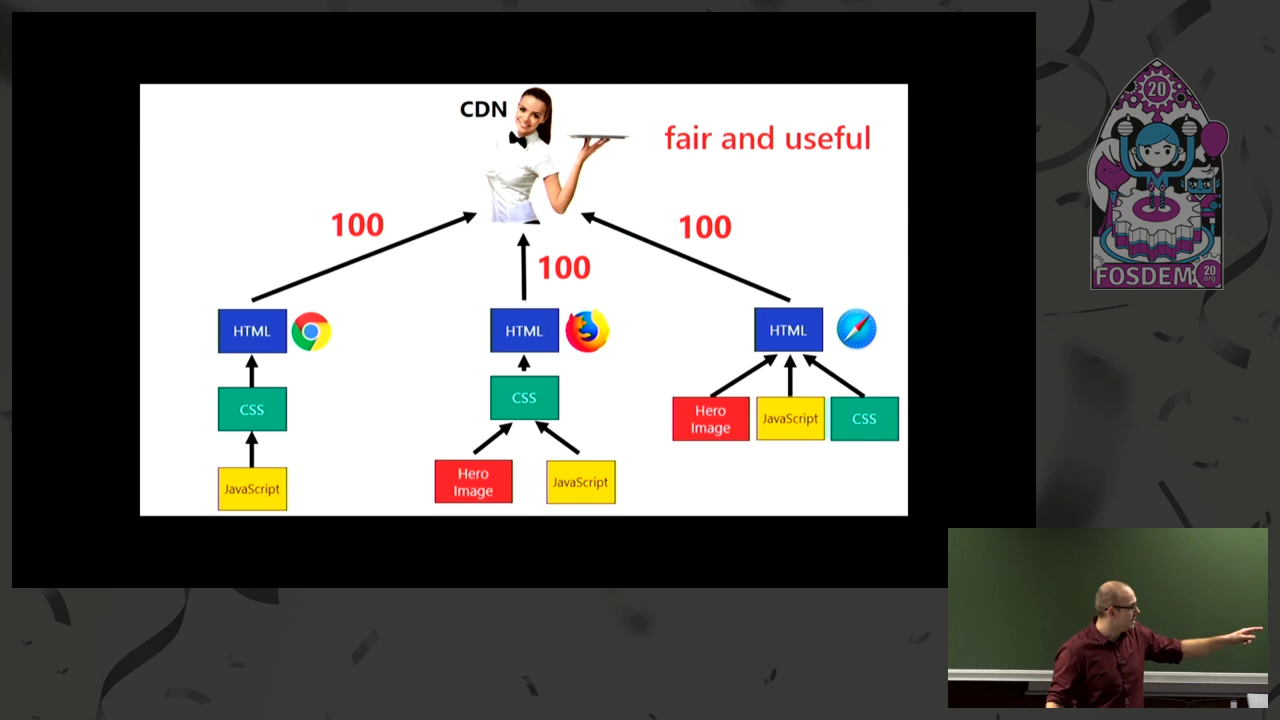 CDN
fair and useful
100
100
100
HTML
HTML
HTML
CSS
CSS
Hero
Image
JavaScript
CSS
JavaScript
Hero
Image
JavaScript
20
FOSDEM
20
.org